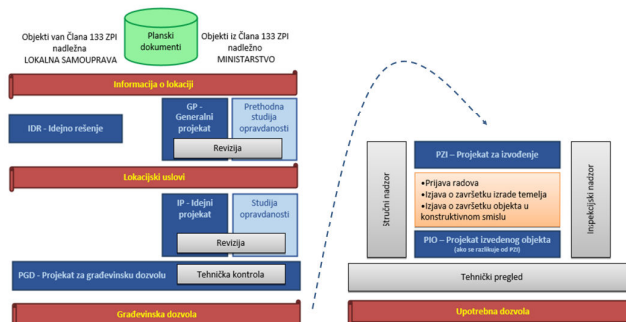 Objekti van Člana 133 ZPI
nadležna
LOKALNA SAMOUPRAVA
Planski
dokumenti
Objekti iz Člana 133 ZPI
nadležno
MINISTARSTVO
Informacija o lokaciji
IDR - Idejno rešenje
GP -
Generalni
projekat
Prethodna
studija
opravdanosti
Revizija
Lokacijski uslovi
IP - Idejni
projekat
Studija
opravdanosti
Revizija
PGD - Projekat za građevinsku dozvolu
Tehnička kontrola
Građevinska dozvola
Stručni nadzor
PZI – Projekat za izvođenje
•Prijava radova
•Izjava o završetku izrade temelja
•Izjava o završetku objekta u
konstruktivnom smislu
PIO – Projekat izvedenog objekta
(ako se razlikuje od PZI)
Inspekcijski nadzor
Tehnički pregled
Upotrebna dozvola